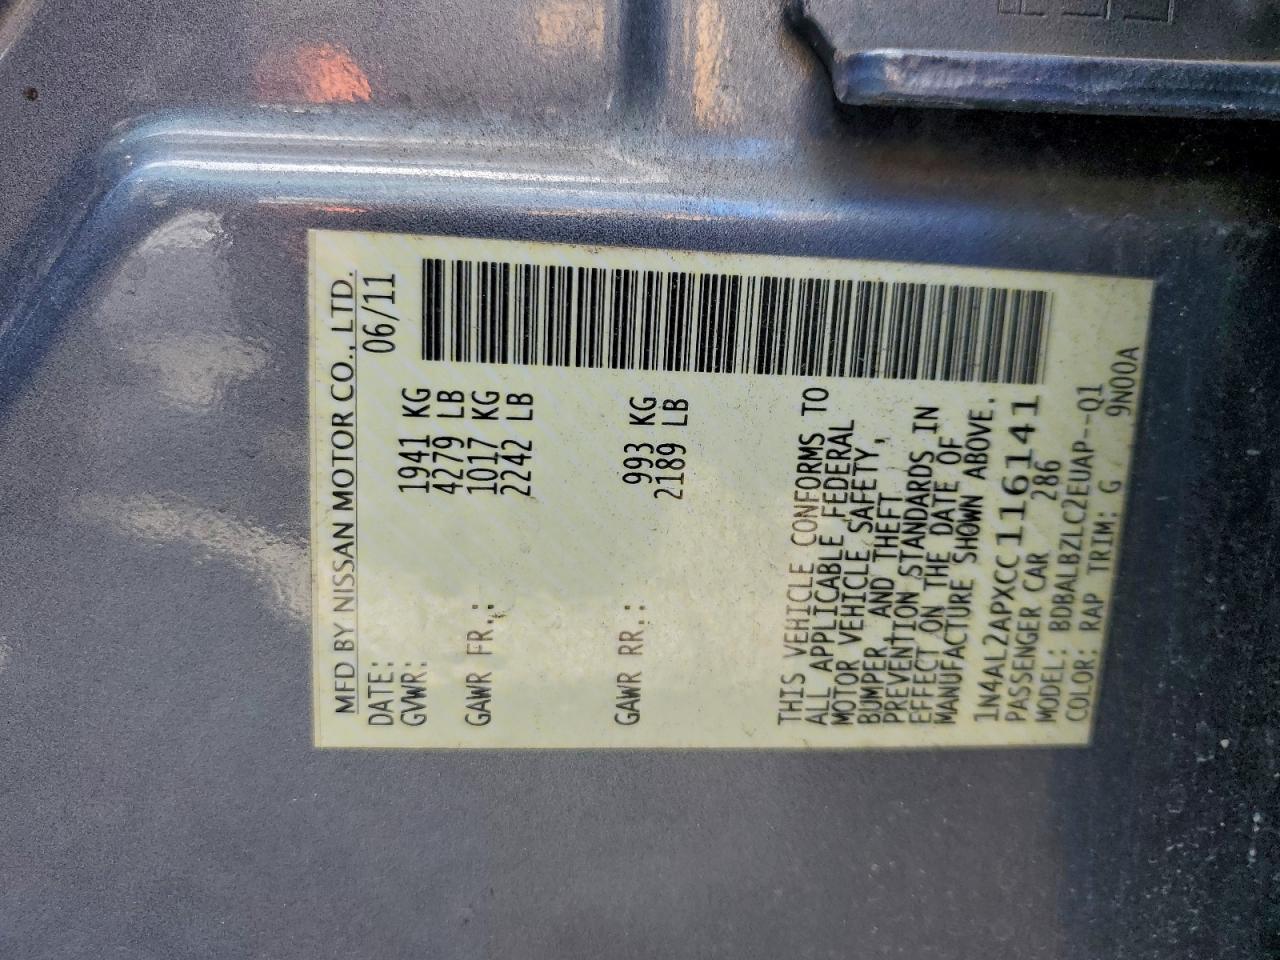 MFD BY NISSAN MOTOR CO., LTD.
DATE: 06/11
GVWR: 1941 KG
4279 LB
GAWR FR.: 1017 KG
2242 LB
GAWR RR.: 993 KG
2189 LB
THIS VEHICLE CONFORMS TO
ALL APPLICABLE FEDERAL
MOTOR VEHICLE SAFETY,
BUMPER, AND THEFT
PREVENTION STANDARDS IN
EFFECT ON THE DATE OF
MANUFACTURE SHOWN ABOVE.
1N4AL2APXCC116141
PASSENGER CAR 286
MODEL: BDBALBZLC2EUAP--Q1
COLOR: RAP TRIM: G 9N00A